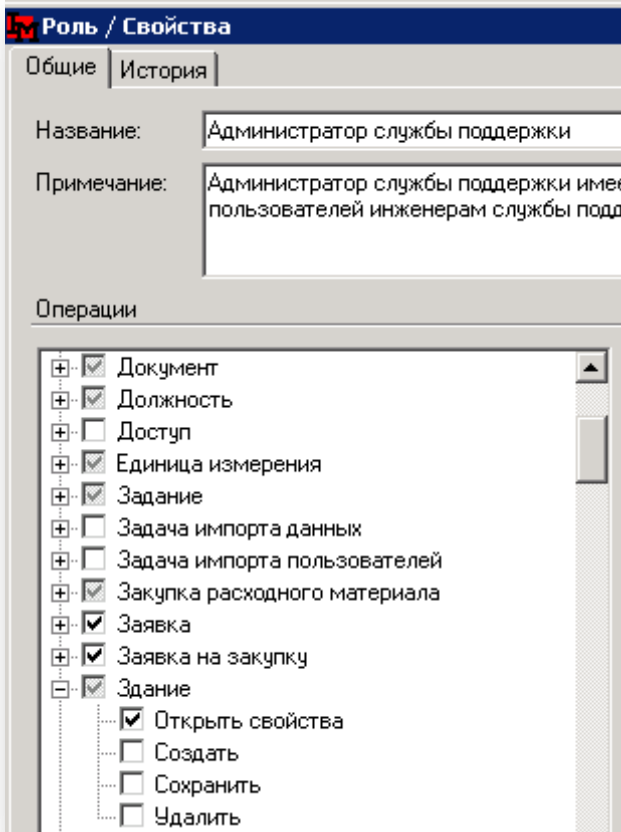 Роль / Свойства
Общие История
Название: Администратор службы поддержки
Примечание: Администратор службы поддержки
пользователей инженерам службы
Операции
Документ
Должность
Доступ
Единица измерения
Задание
Задача импорта данных
Задача импорта пользователей
Закупка расходного материала
Заявка
Заявка на закупку
Здание
Открыть свойства
Создать
Сохранить
Удалить